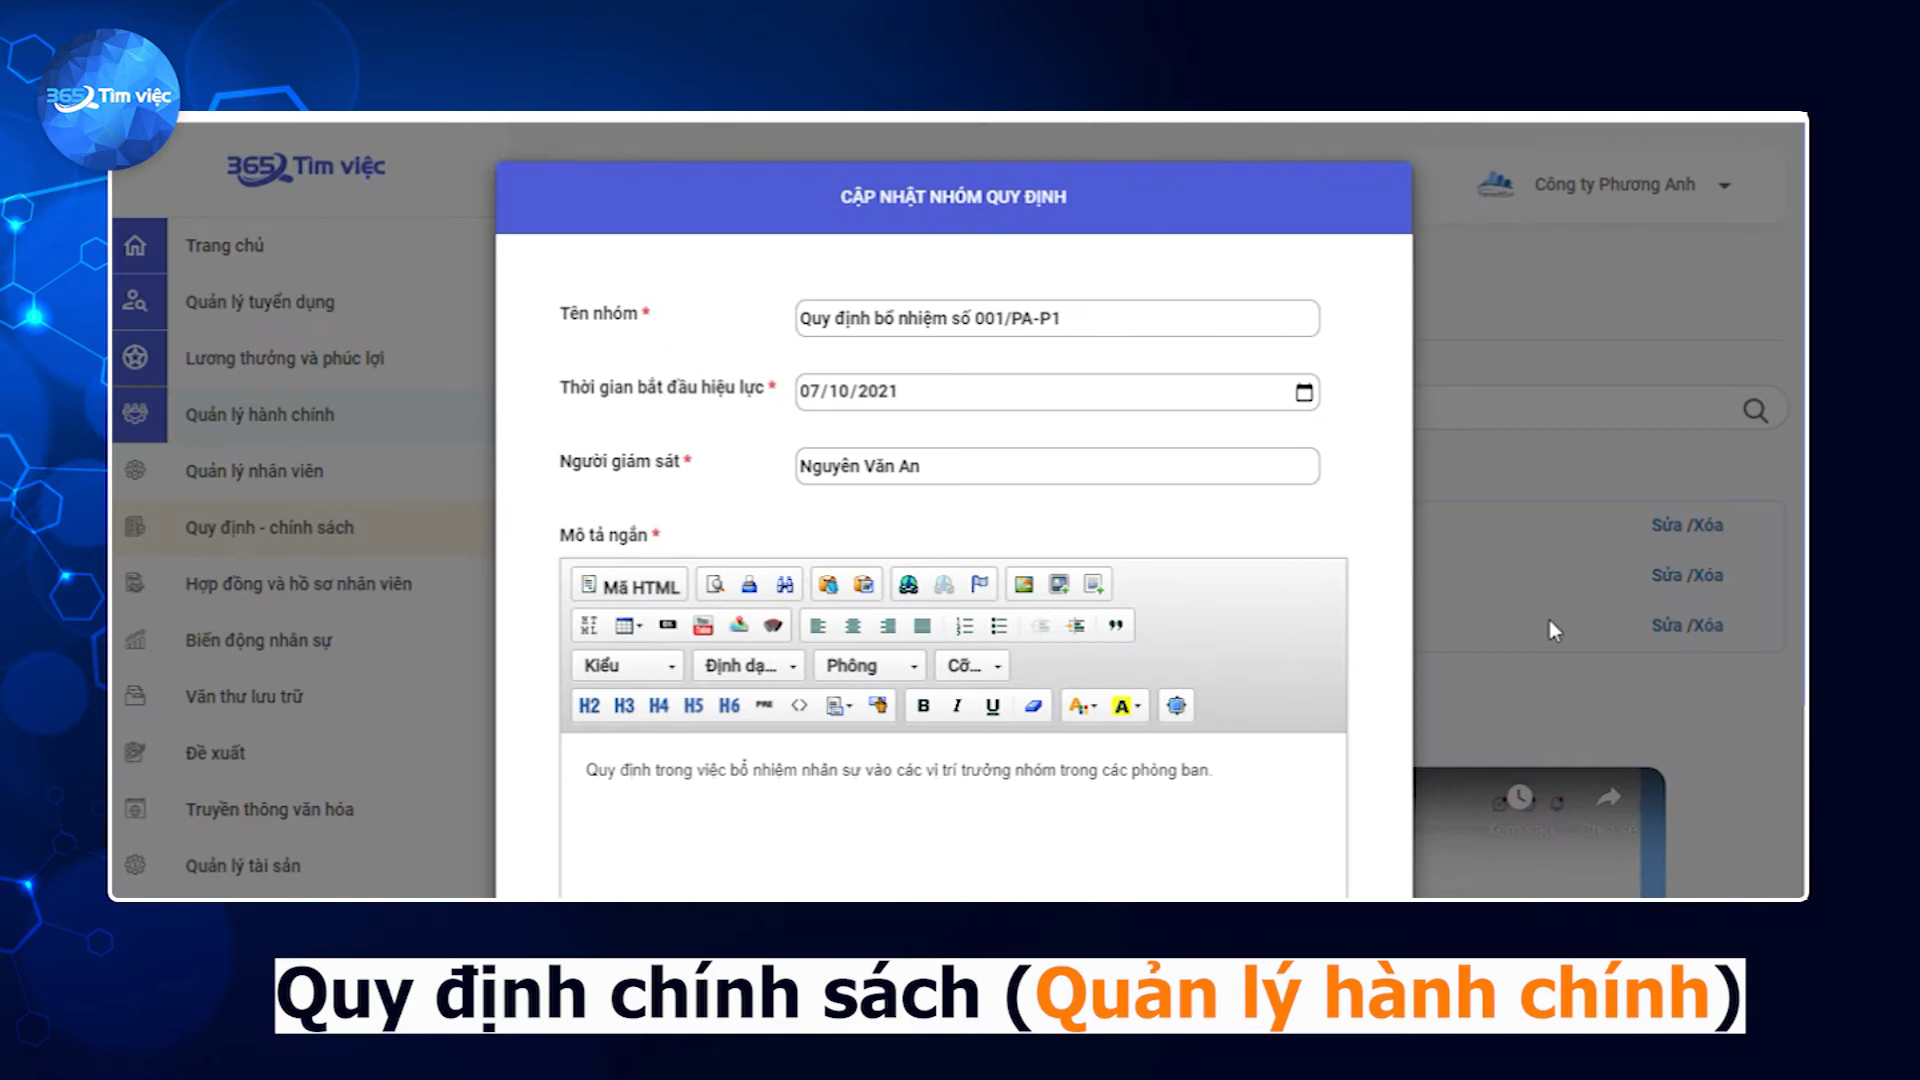 365 Tìm việc
365 Tìm việc
Công ty Phương Anh
Trang chủ
Quản lý tuyển dụng
Lương thưởng và phúc lợi
Quản lý hành chính
Quản lý nhân viên
Quy định - chính sách
Hợp đồng và hồ sơ nhân viên
Biến động nhân sự
Văn thư lưu trữ
Đề xuất
Truyền thông văn hóa
Quản lý tài sản
CẬP NHẬT NHÓM QUY ĐỊNH
Tên nhóm *
Quy định bổ nhiệm số 001/PA-P1
Thời gian bắt đầu hiệu lực *
07/10/2021
Người giám sát *
Nguyên Văn An
Mô tả ngắn *
Mã HTML
Kiểu Định dạ... Phông Cỡ...
H2 H3 H4 H5 H6 PRE <> B I U A A
Quy định trong việc bổ nhiệm nhân sự vào các vị trí trưởng nhóm trong các phòng ban.
Sửa /Xóa
Sửa /Xóa
Sửa /Xóa
Quy định chính sách (Quản lý hành chính)